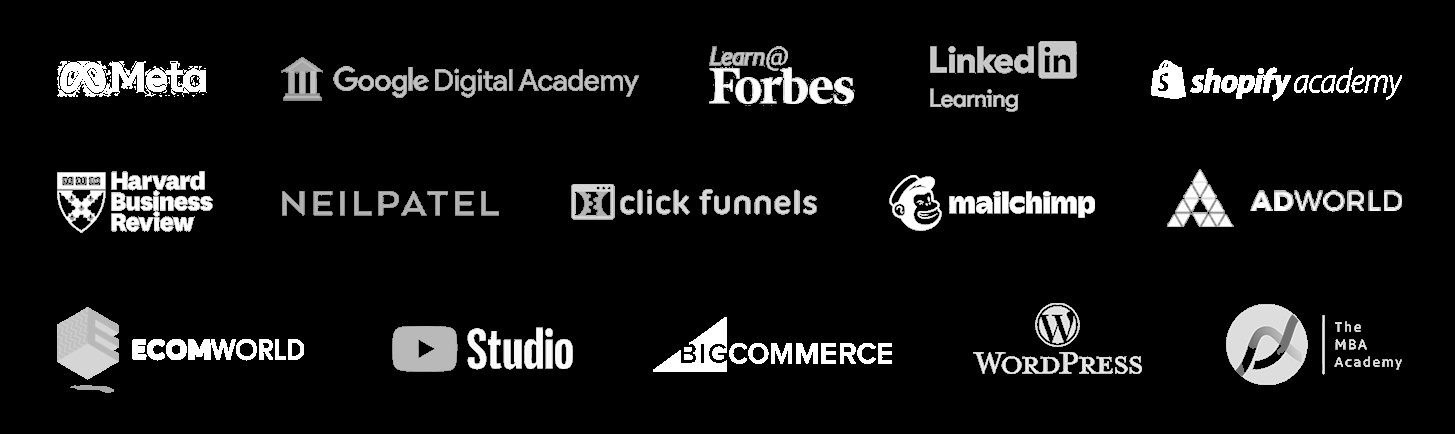 Meta
Google Digital Academy
Learn@
Forbes
Linked in
Learning
shopify academy
Harvard
Business
Review
NEILPATEL
click funnels
mailchimp
ADWORLD
ECOMWORLD
Studio
BIGCOMMERCE
WORDPRESS
The
MBA
Academy